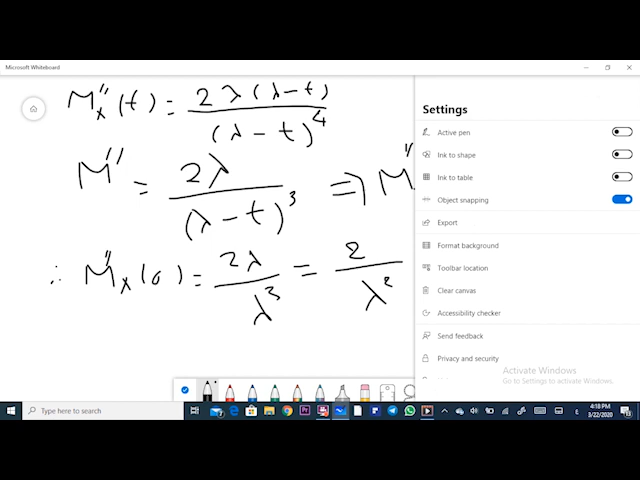 Microsoft Whiteboard
M''ₓ(t) = 2λ(λ-t) / (λ-t)⁴
M'' = 2λ / (λ-t)³ ⇒ M''
∴ M''ₓ(0) = 2λ / λ³ = 2 / λ²
Settings
Active pen
Ink to shape
Ink to table
Object snapping
Export
Format background
Toolbar location
Clear canvas
Accessibility checker
Send feedback
Privacy and security
Activate Windows
Go to Settings to activate Windows.
Type here to search
4:18 PM
3/22/2020